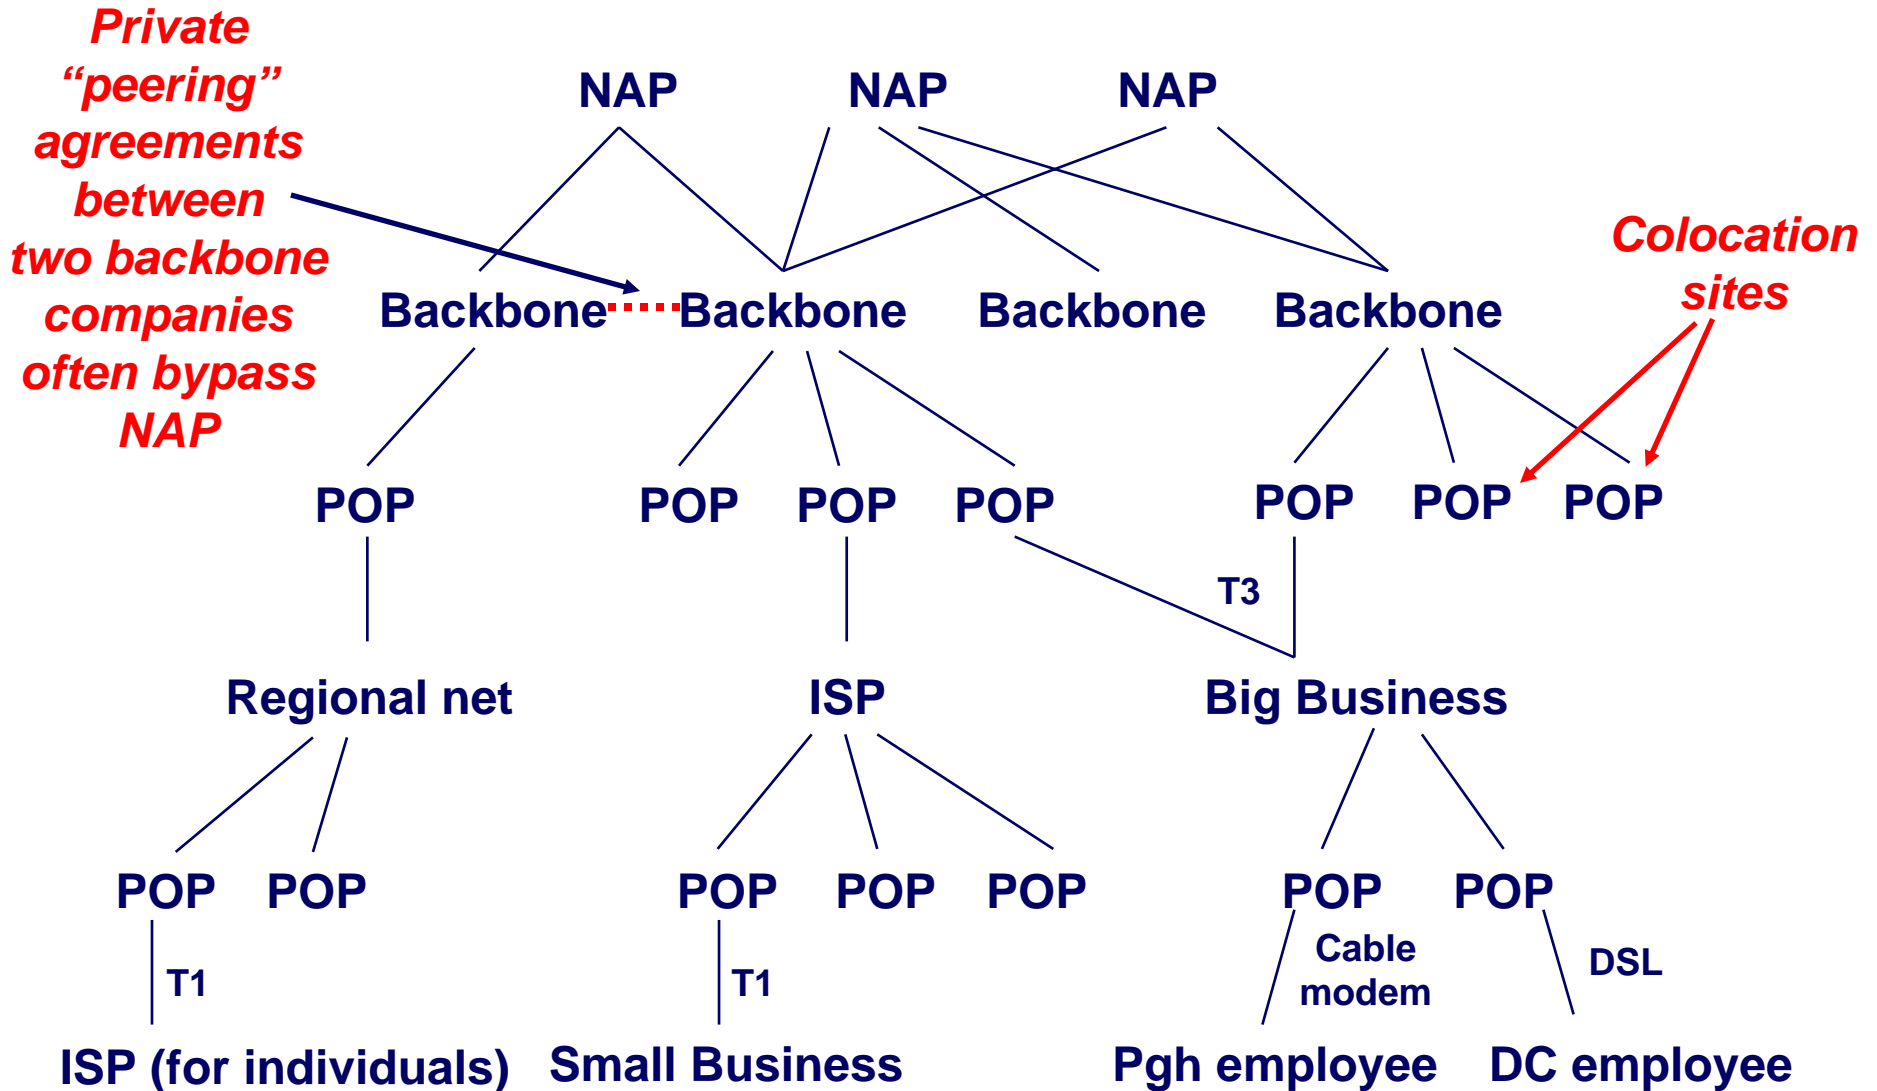 Private
“peering”
agreements
between
two backbone
companies
often bypass
NAP
NAP NAP NAP
Colocation
sites
Backbone Backbone Backbone Backbone
POP POP POP POP POP POP POP
T3
Regional net ISP Big Business
POP POP POP POP POP POP POP
T1 T1 Cable
modem
DSL
ISP (for individuals) Small Business Pgh employee DC employee